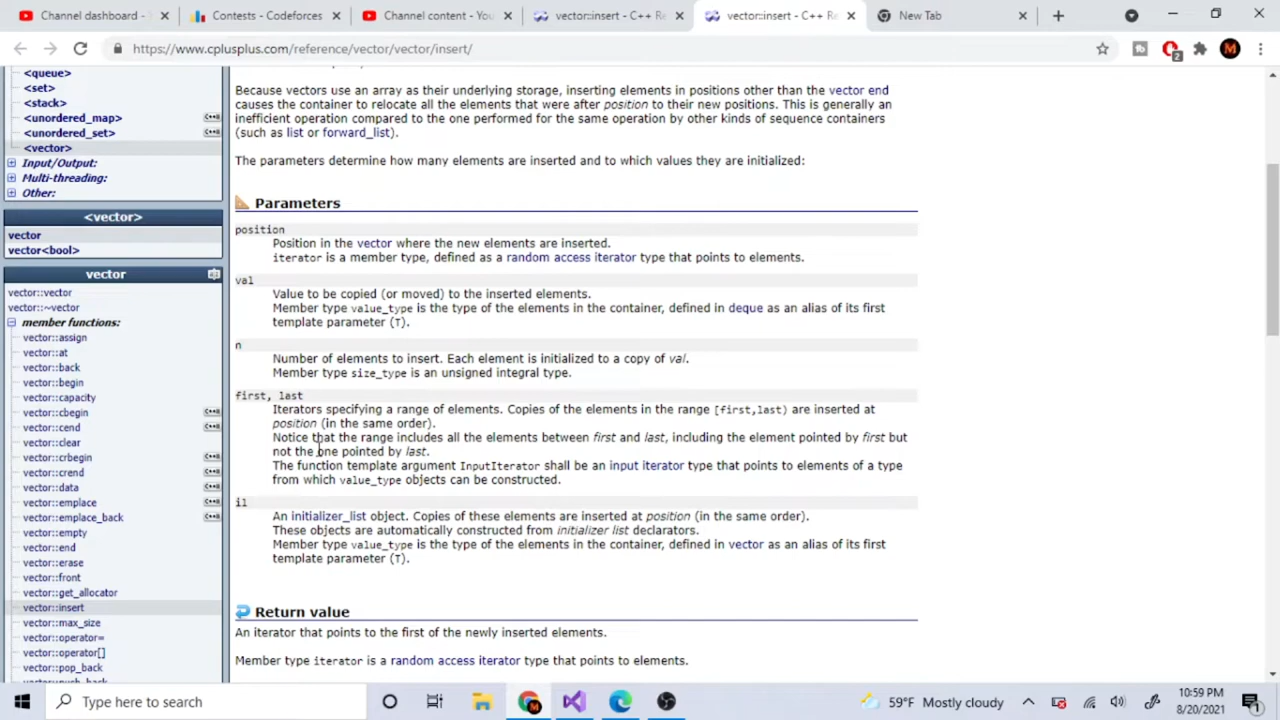 Channel dashboard -
Contests - Codeforces
Channel content - You
vector::insert - C++ Re
vector::insert - C++ Re
New Tab
https://www.cplusplus.com/reference/vector/vector/insert/
2
M
<queue>
<set>
<stack>
<unordered_map>
<unordered_set>
<vector>
Input/Output:
Multi-threading:
Other:
<vector>
vector
vector<bool>
vector
vector::vector
vector::~vector
member functions:
vector::assign
vector::at
vector::back
vector::begin
vector::capacity
vector::cbegin
vector::cend
vector::clear
vector::crbegin
vector::crend
vector::data
vector::emplace
vector::emplace_back
vector::empty
vector::end
vector::erase
vector::front
vector::get_allocator
vector::insert
vector::max_size
vector::operator=
vector::operator[]
vector::pop_back
vector::push_back
Because vectors use an array as their underlying storage, inserting elements in positions other than the vector end
causes the container to relocate all the elements that were after position to their new positions. This is generally an
inefficient operation compared to the one performed for the same operation by other kinds of sequence containers
(such as list or forward_list).
The parameters determine how many elements are inserted and to which values they are initialized:
Parameters
position
Position in the vector where the new elements are inserted.
iterator is a member type, defined as a random access iterator type that points to elements.
val
Value to be copied (or moved) to the inserted elements.
Member type value_type is the type of the elements in the container, defined in deque as an alias of its first
template parameter (T).
n
Number of elements to insert. Each element is initialized to a copy of val.
Member type size_type is an unsigned integral type.
first, last
Iterators specifying a range of elements. Copies of the elements in the range [first,last) are inserted at
position (in the same order).
Notice that the range includes all the elements between first and last, including the element pointed by first but
not the one pointed by last.
The function template argument InputIterator shall be an input iterator type that points to elements of a type
from which value_type objects can be constructed.
il
An initializer_list object. Copies of these elements are inserted at position (in the same order).
These objects are automatically constructed from initializer list declarators.
Member type value_type is the type of the elements in the container, defined in vector as an alias of its first
template parameter (T).
Return value
An iterator that points to the first of the newly inserted elements.
Member type iterator is a random access iterator type that points to elements.
Type here to search
59°F Mostly cloudy
10:59 PM
8/20/2021